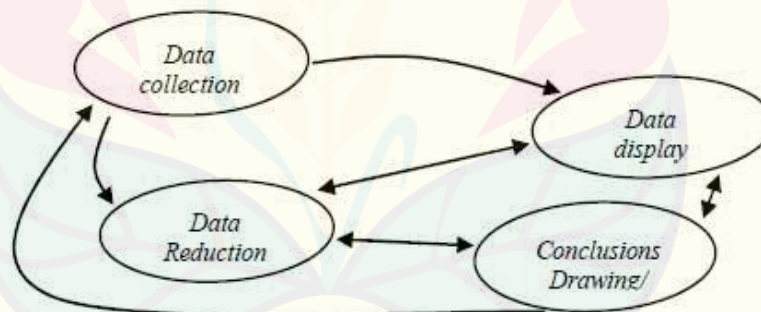 Data
collection
Data
display
Data
Reduction
Conclusions
Drawing/